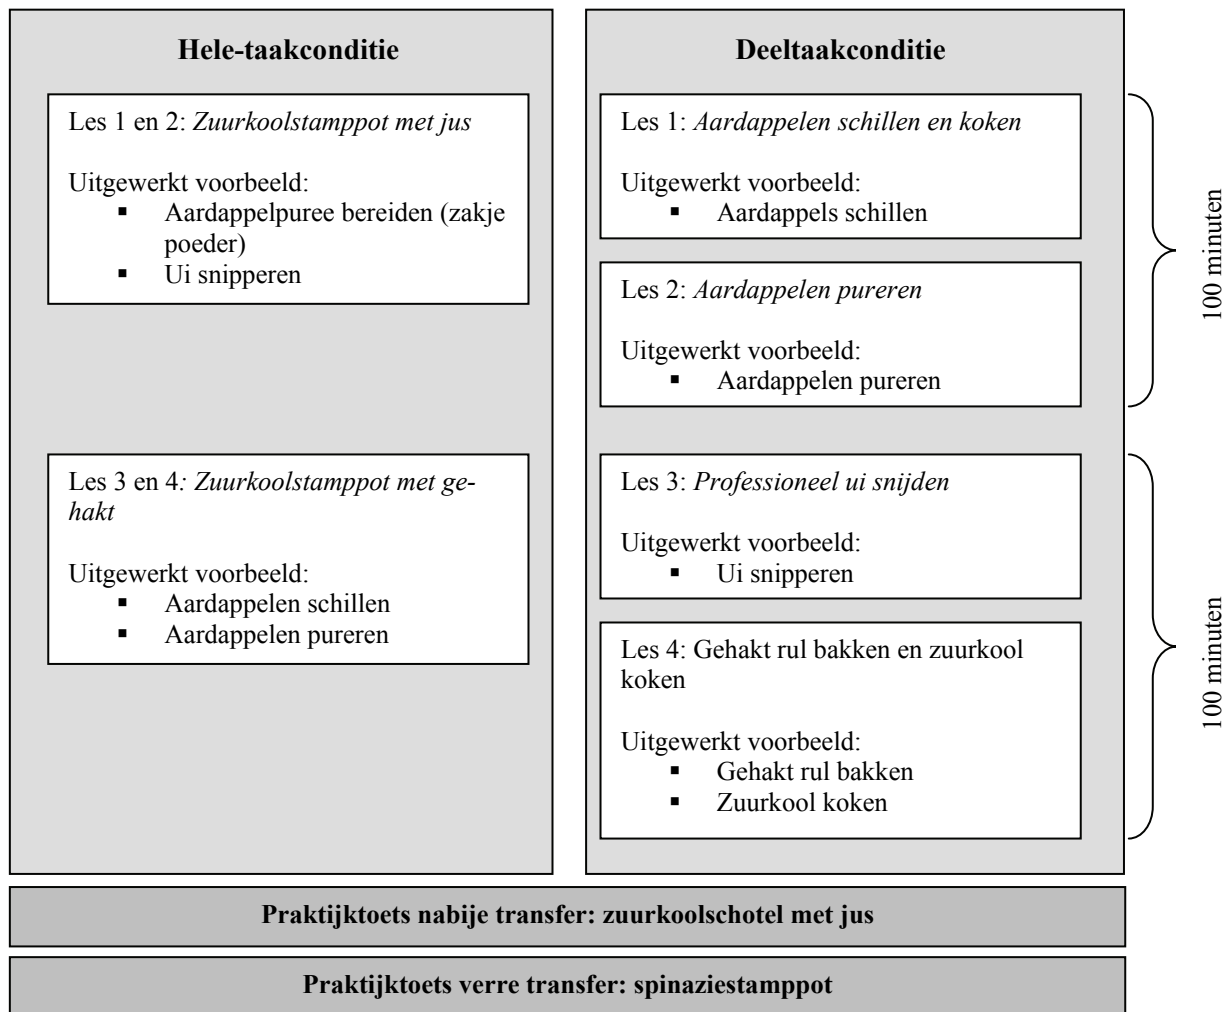 Hele-taakconditie
Les 1 en 2: Zuurkoolstamppot met jus
Uitgewerkt voorbeeld:
▪ Aardappelpuree bereiden (zakje
poeder)
▪ Ui snipperen
Les 3 en 4: Zuurkoolstamppot met ge-
hakt
Uitgewerkt voorbeeld:
▪ Aardappelen schillen
▪ Aardappelen pureren
Deeltaakconditie
Les 1: Aardappelen schillen en koken
Uitgewerkt voorbeeld:
▪ Aardappels schillen
Les 2: Aardappelen pureren
Uitgewerkt voorbeeld:
▪ Aardappelen pureren
Les 3: Professioneel ui snijden
Uitgewerkt voorbeeld:
▪ Ui snipperen
Les 4: Gehakt rul bakken en zuurkool
koken
Uitgewerkt voorbeeld:
▪ Gehakt rul bakken
▪ Zuurkool koken
100 minuten
100 minuten
Praktijktoets nabije transfer: zuurkoolschotel met jus
Praktijktoets verre transfer: spinaziestamppot